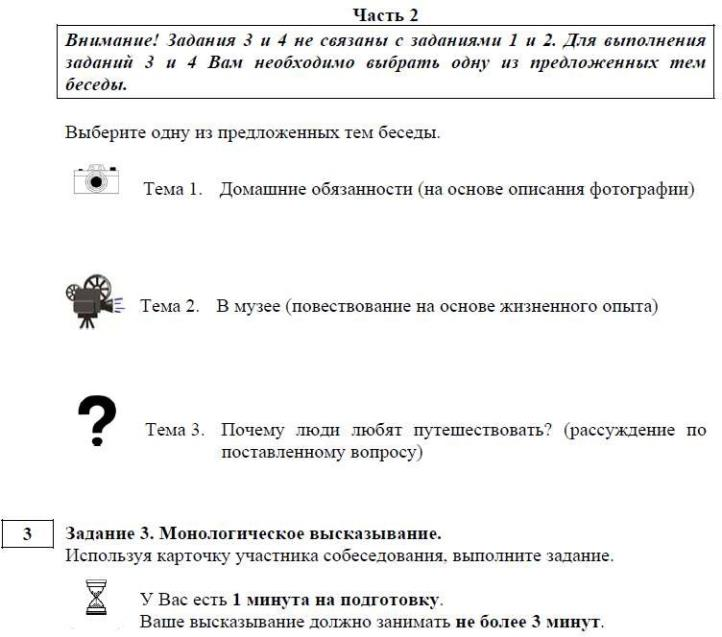 Часть 2
Внимание! Задания 3 и 4 не связаны с заданиями 1 и 2. Для выполнения
заданий 3 и 4 Вам необходимо выбрать одну из предложенных тем
беседы.
Выберите одну из предложенных тем беседы.
Тема 1. Домашние обязанности (на основе описания фотографии)
Тема 2. В музее (повествование на основе жизненного опыта)
?
Тема 3. Почему люди любят путешествовать? (рассуждение по
поставленному вопросу)
3 Задание 3. Монологическое высказывание.
Используя карточку участника собеседования, выполните задание.
У Вас есть 1 минута на подготовку.
Ваше высказывание должно занимать не более 3 минут.